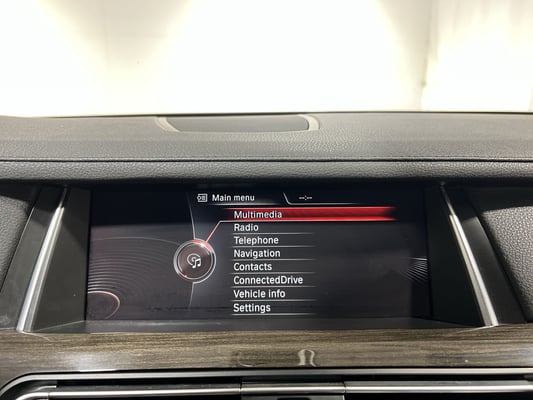 Main menu --:--
Multimedia
Radio
Telephone
Navigation
Contacts
ConnectedDrive
Vehicle info
Settings